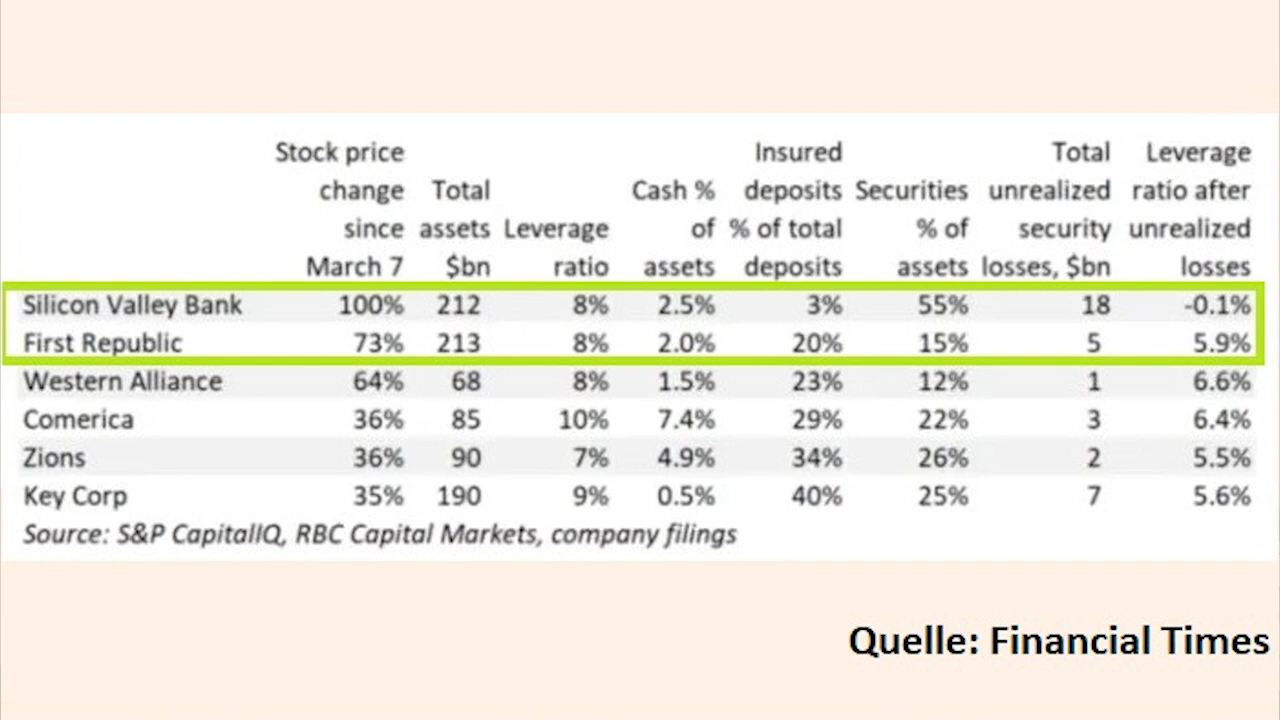 Stock price Insured Total Leverage
change Total Cash % deposits Securities unrealized ratio after
since assets Leverage of % of total % of security unrealized
March 7 $bn ratio assets deposits assets losses, $bn losses
Silicon Valley Bank 100% 212 8% 2.5% 3% 55% 18 -0.1%
First Republic 73% 213 8% 2.0% 20% 15% 5 5.9%
Western Alliance 64% 68 8% 1.5% 23% 12% 1 6.6%
Comerica 36% 85 10% 7.4% 29% 22% 3 6.4%
Zions 36% 90 7% 4.9% 34% 26% 2 5.5%
Key Corp 35% 190 9% 0.5% 40% 25% 7 5.6%
Source: S&P CapitalIQ, RBC Capital Markets, company filings
Quelle: Financial Times